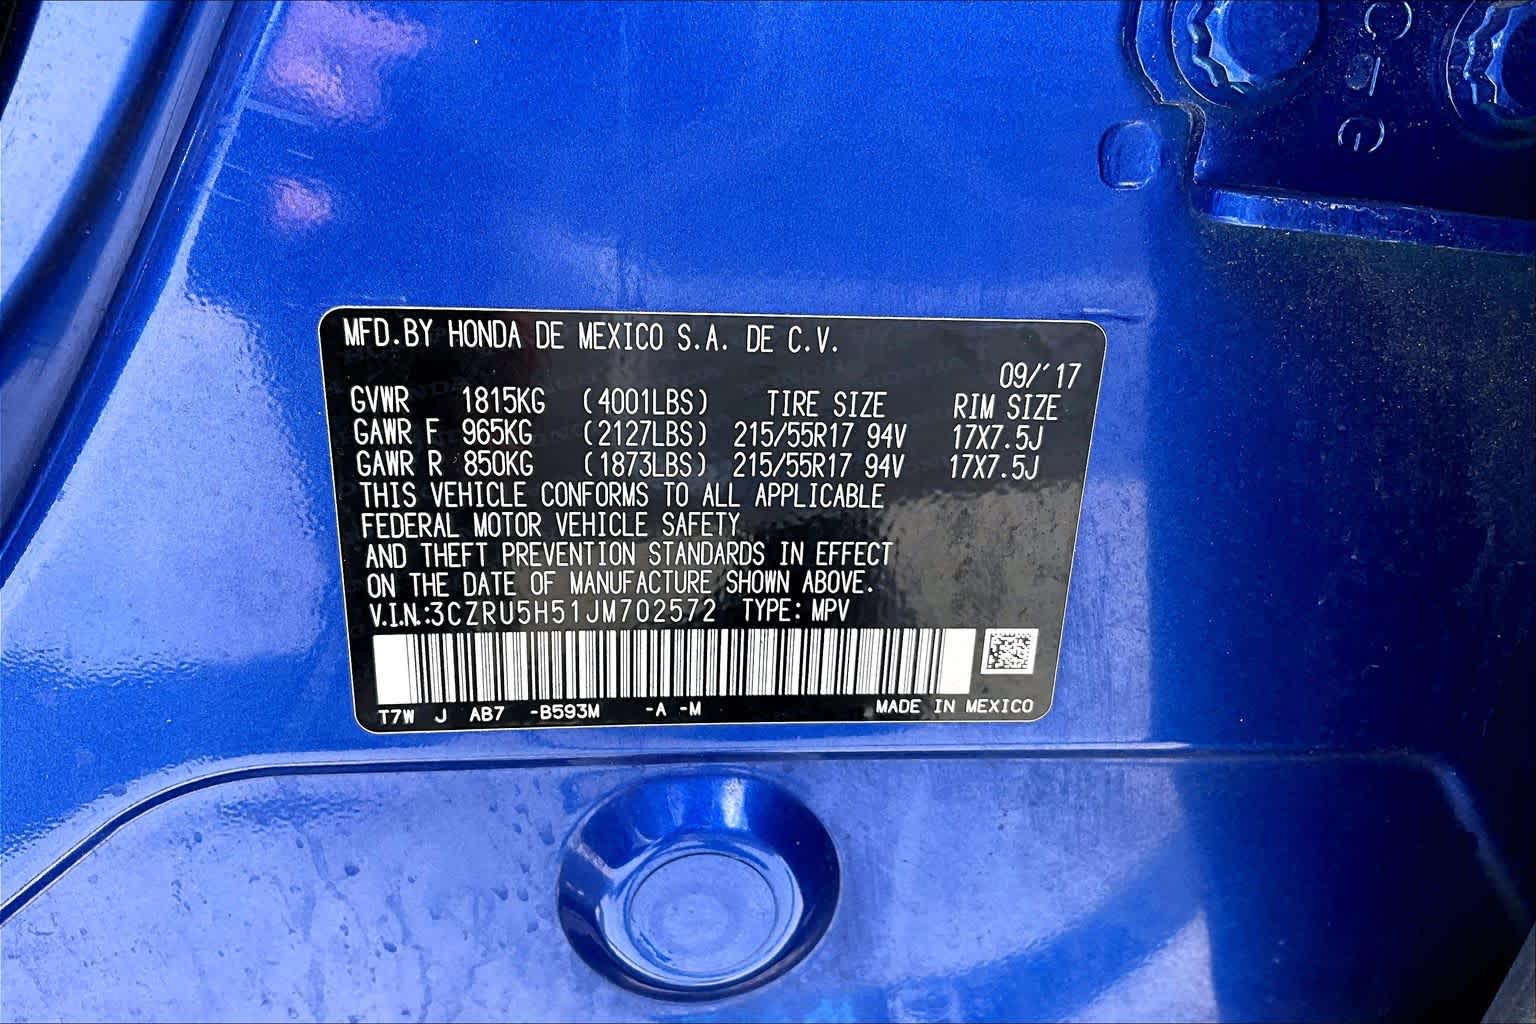 MFD.BY HONDA DE MEXICO S.A. DE C.V.
09/'17
GVWR 1815KG (4001LBS) TIRE SIZE RIM SIZE
GAWR F 965KG (2127LBS) 215/55R17 94V 17X7.5J
GAWR R 850KG (1873LBS) 215/55R17 94V 17X7.5J
THIS VEHICLE CONFORMS TO ALL APPLICABLE
FEDERAL MOTOR VEHICLE SAFETY
AND THEFT PREVENTION STANDARDS IN EFFECT
ON THE DATE OF MANUFACTURE SHOWN ABOVE.
V.I.N.:3CZRU5H51JM702572 TYPE: MPV
T7W J AB7 -B593M -A -M MADE IN MEXICO